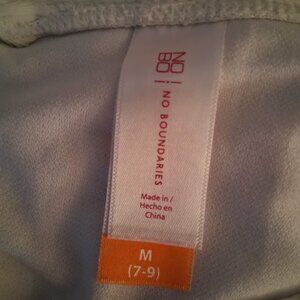 NO
BO
NO BOUNDARIES
Made in /
Hecho en
China
M
(7-9)